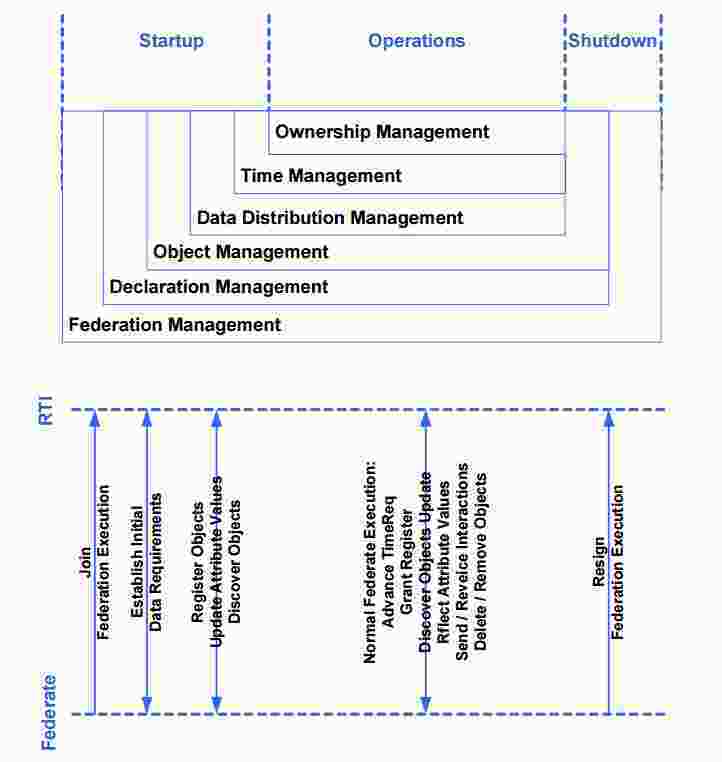 Startup
Operations
Shutdown
Ownership Management
Time Management
Data Distribution Management
Object Management
Declaration Management
Federation Management
RTI
Federate
Join
Federation Execution
Establish Initial
Data Requirements
Register Objects
Update Attribute Values
Discover Objects
Normal Federate Execution:
Advance TimeReq
Grant Register
Discover Objects Update
Rflect Attribute Values
Send / Reveice Interactions
Delete / Remove Objects
Resign
Federation Execution